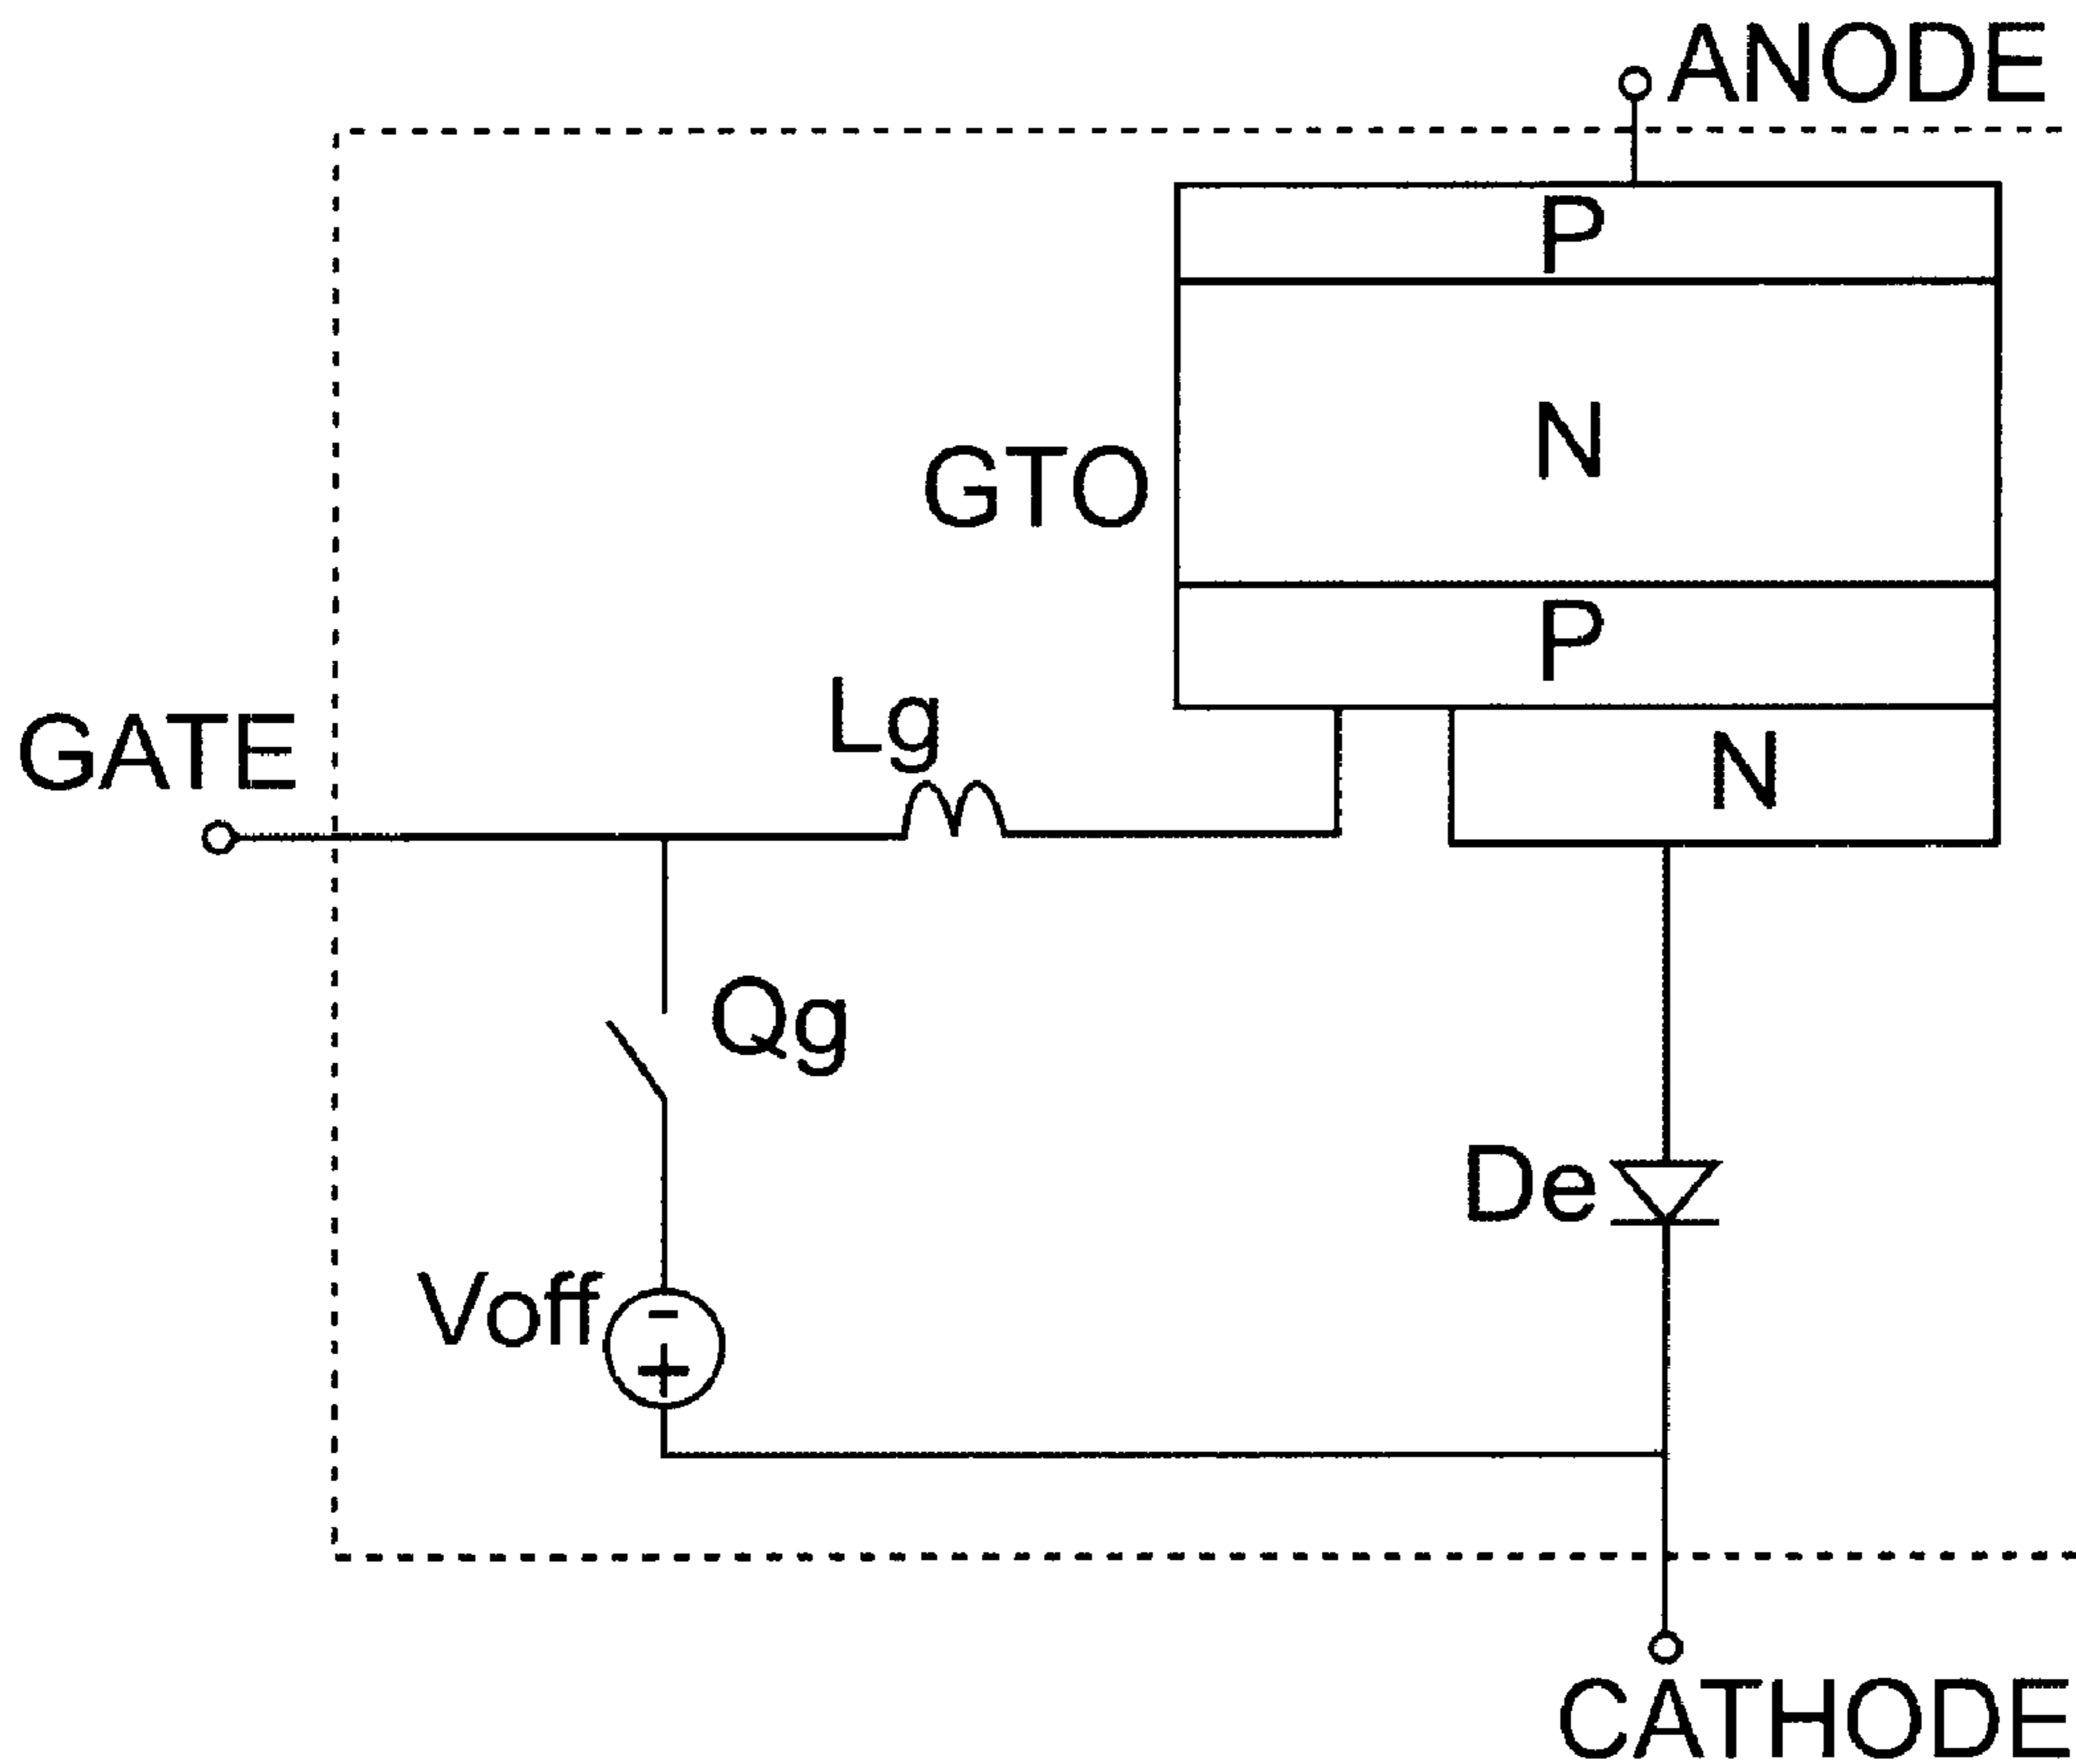 ANODE
P
N
GTO
P
Lg
GATE
N
Qg
De
Voff
-
+
CATHODE